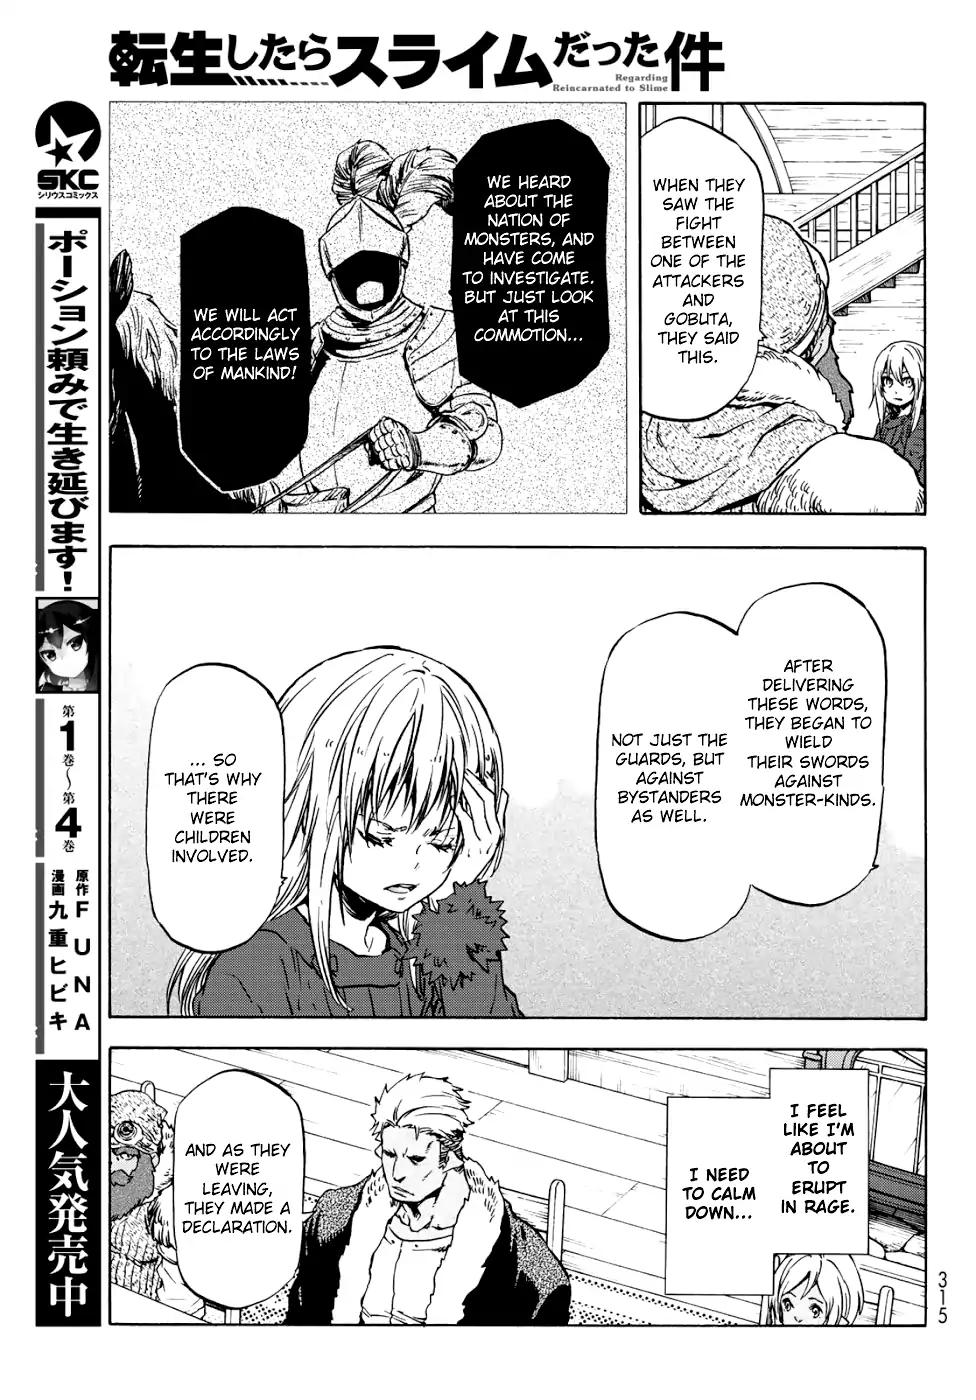 転生したらスライムだった件
Regarding
Reincarnated to Slime
WHEN THEY
SAW THE
FIGHT
BETWEEN
ONE OF THE
ATTACKERS
AND
GOBUTA,
THEY SAID
THIS.
WE HEARD
ABOUT THE
NATION OF
MONSTERS, AND
HAVE COME
TO INVESTIGATE.
BUT JUST LOOK
AT THIS
COMMOTION...
WE WILL ACT
ACCORDINGLY
TO THE LAWS
OF MANKIND!
AFTER
DELIVERING
THESE WORDS,
THEY BEGAN TO
WIELD
THEIR SWORDS
AGAINST
MONSTER-KINDS.
NOT JUST THE
GUARDS, BUT
AGAINST
BYSTANDERS
AS WELL.
... SO
THAT'S WHY
THERE
WERE
CHILDREN
INVOLVED.
I FEEL
LIKE I'M
ABOUT
TO
ERUPT
IN RAGE.
I NEED
TO CALM
DOWN...
AND AS THEY
WERE
LEAVING,
THEY MADE A
DECLARATION.
315
SKC
シリウスコミックス
ポーション頼みで生き延びます!
第1巻～第4巻
原作 FUNA
漫画 九重ヒビキ
大人気発売中